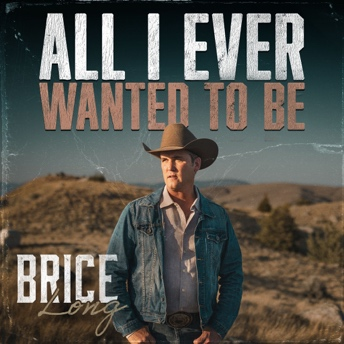 ALL I EVER
WANTED TO BE
BRICE
Long